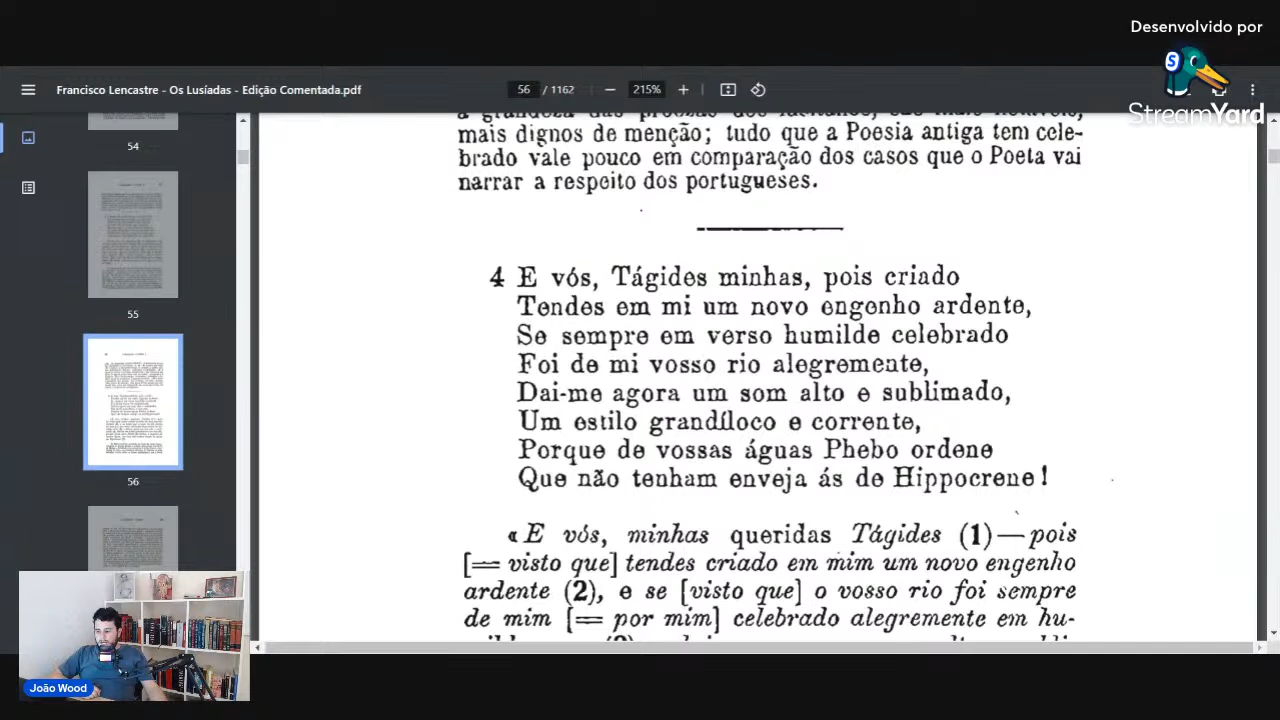 Desenvolvido por
StreamYard
Francisco Lencastre - Os Lusíadas - Edição Comentada.pdf
56 / 1162
215%
54
55
56
mais dignos de menção; tudo que a Poesia antiga tem cele-
brado vale pouco em comparação dos casos que o Poeta vai
narrar a respeito dos portugueses.
4 E vós, Tágides minhas, pois criado
Tendes em mi um novo engenho ardente,
Se sempre em verso humilde celebrado
Foi de mi vosso rio alegremente,
Dai-me agora um som alto e sublimado,
Um estilo grandíloco e corrente,
Porque de vossas águas Phebo ordene
Que não tenham enveja ás de Hippocrene!
«E vós, minhas queridas Tágides (1)—pois
[= visto que] tendes criado em mim um novo engenho
ardente (2), e se [visto que] o vosso rio foi sempre
de mim [= por mim] celebrado alegremente em hu-
João Wood